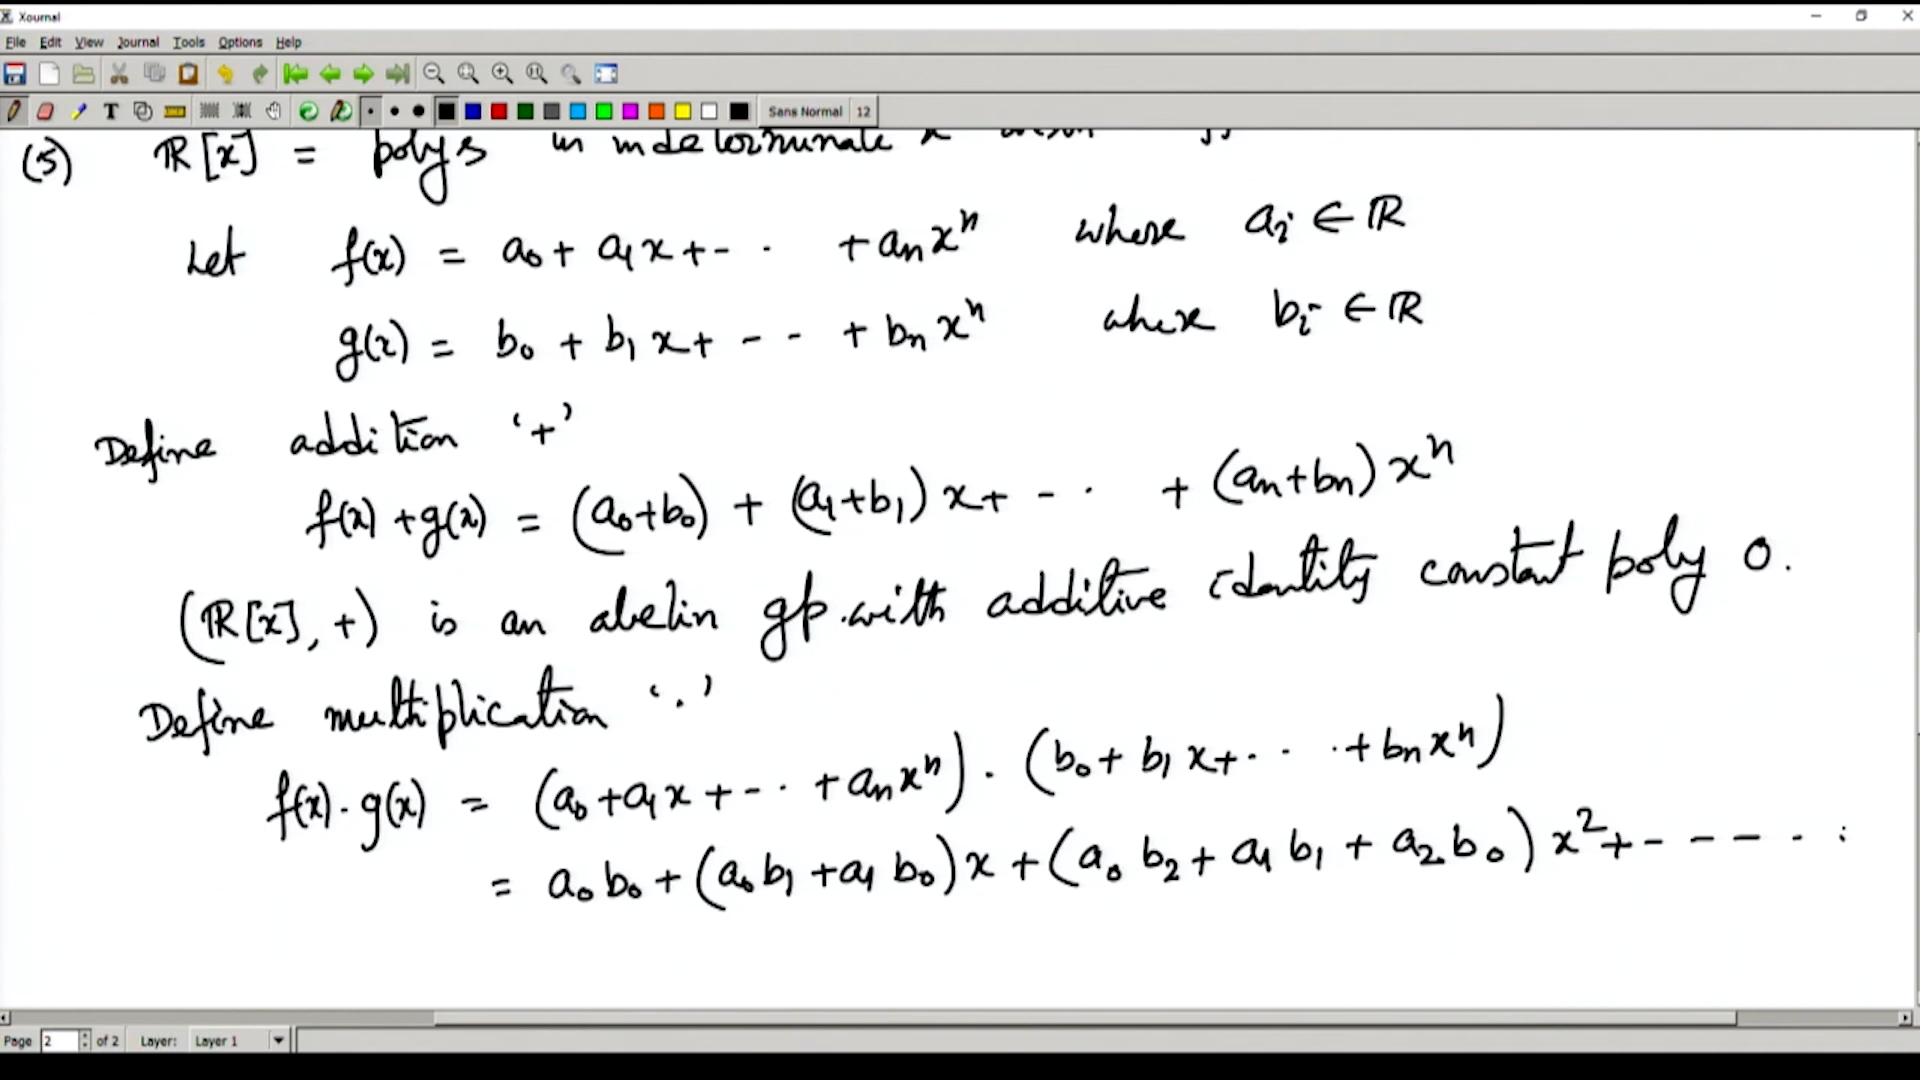 Xournal
File Edit View Journal Tools Options Help
Sans Normal 12
(5) ℝ[x] = polys in indeterminate x
Let f(x) = a₀ + a₁x + - . . + aₙxⁿ where aᵢ ∈ ℝ
g(x) = b₀ + b₁x + - - - + bₙxⁿ where bᵢ ∈ ℝ
Define addition '+'
f(x) + g(x) = (a₀+b₀) + (a₁+b₁)x + - . . + (aₙ+bₙ)xⁿ
(ℝ[x], +) is an abelin gp. with additive identity constant poly 0.
Define multiplication '.'
f(x) . g(x) = (a₀ + a₁x + - . . + aₙxⁿ) . (b₀ + b₁x + . . . + bₙxⁿ)
= a₀b₀ + (a₀b₁ + a₁b₀)x + (a₀b₂ + a₁b₁ + a₂b₀)x² + - - - . .
Page 2 of 2 Layer: Layer 1